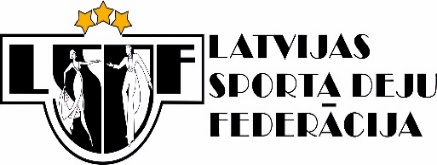 LSDF
LATVIJAS
SPORTA DEJU
FEDERĀCIJA